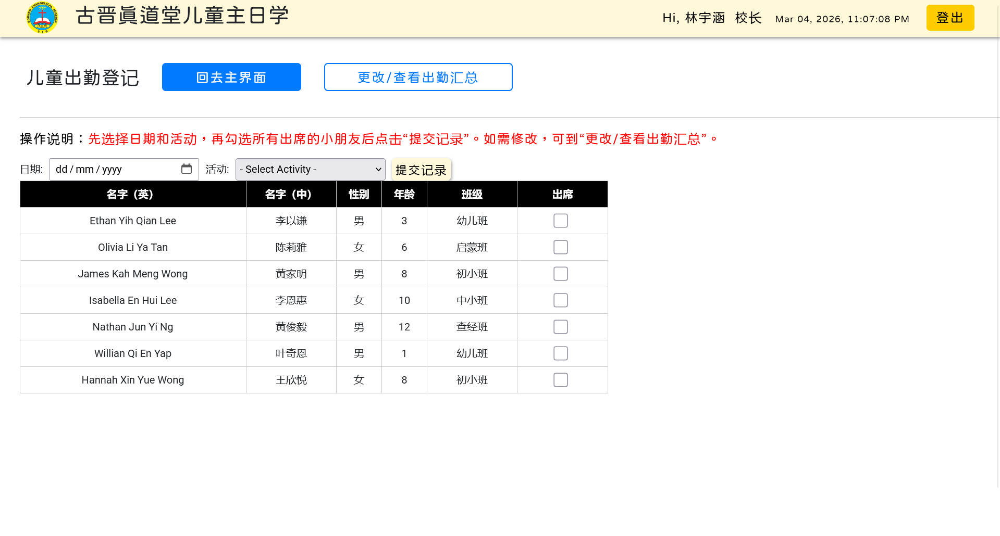 BORNEO EVANGELICAL MISSION
SIB
古晋眞道堂儿童主日学
Hi, 林宇涵 校长 Mar 04, 2026, 11:07:08 PM 登出
儿童出勤登记 回去主界面 更改/查看出勤汇总
操作说明：先选择日期和活动，再勾选所有出席的小朋友后点击“提交记录”。如需修改，可到“更改/查看出勤汇总”。
日期: dd / mm / yyyy 活动: - Select Activity - 提交记录
名字（英） 名字（中） 性别 年龄 班级 出席
Ethan Yih Qian Lee 李以谦 男 3 幼儿班
Olivia Li Ya Tan 陈莉雅 女 6 启蒙班
James Kah Meng Wong 黄家明 男 8 初小班
Isabella En Hui Lee 李恩惠 女 10 中小班
Nathan Jun Yi Ng 黄俊毅 男 12 查经班
Willian Qi En Yap 叶奇恩 男 1 幼儿班
Hannah Xin Yue Wong 王欣悦 女 8 初小班